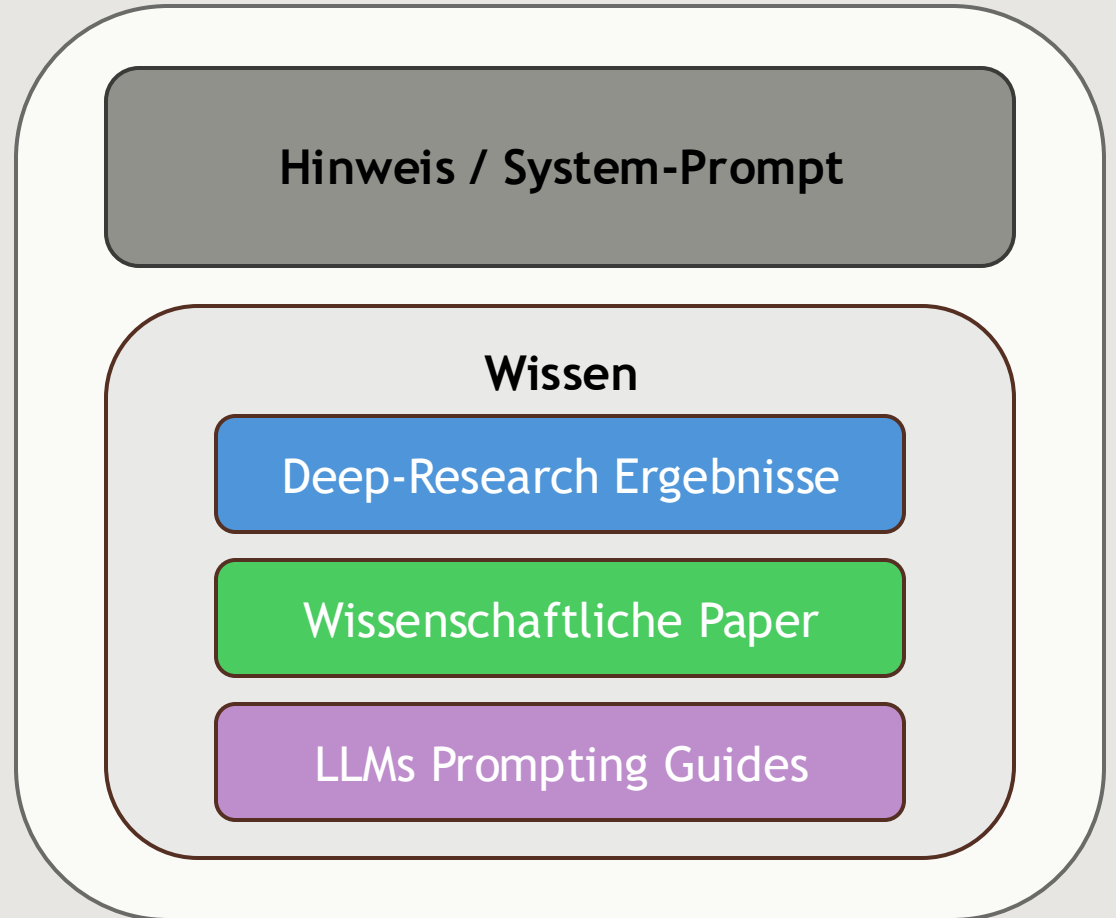 Hinweis / System-Prompt
Wissen
Deep-Research Ergebnisse
Wissenschaftliche Paper
LLMs Prompting Guides